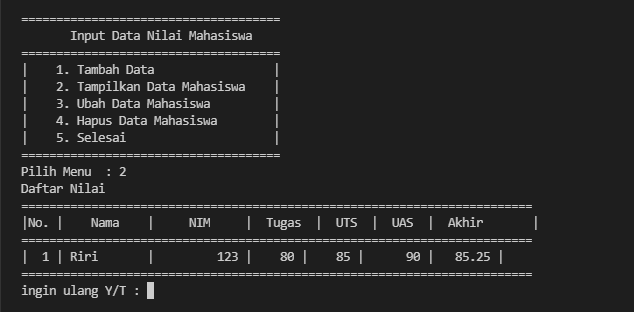 =====================================
Input Data Nilai Mahasiswa
=====================================
|    1. Tambah Data                 |
|    2. Tampilkan Data Mahasiswa    |
|    3. Ubah Data Mahasiswa         |
|    4. Hapus Data Mahasiswa        |
|    5. Selesai                     |
=====================================
Pilih Menu  : 2
Daftar Nilai
=========================================================================
|No. |    Nama    |     NIM     |  Tugas  |  UTS  |  UAS  |  Akhir       |
=========================================================================
|  1 | Riri       |         123 |    80 |    85 |       90 |    85.25 |
=========================================================================
ingin ulang Y/T :